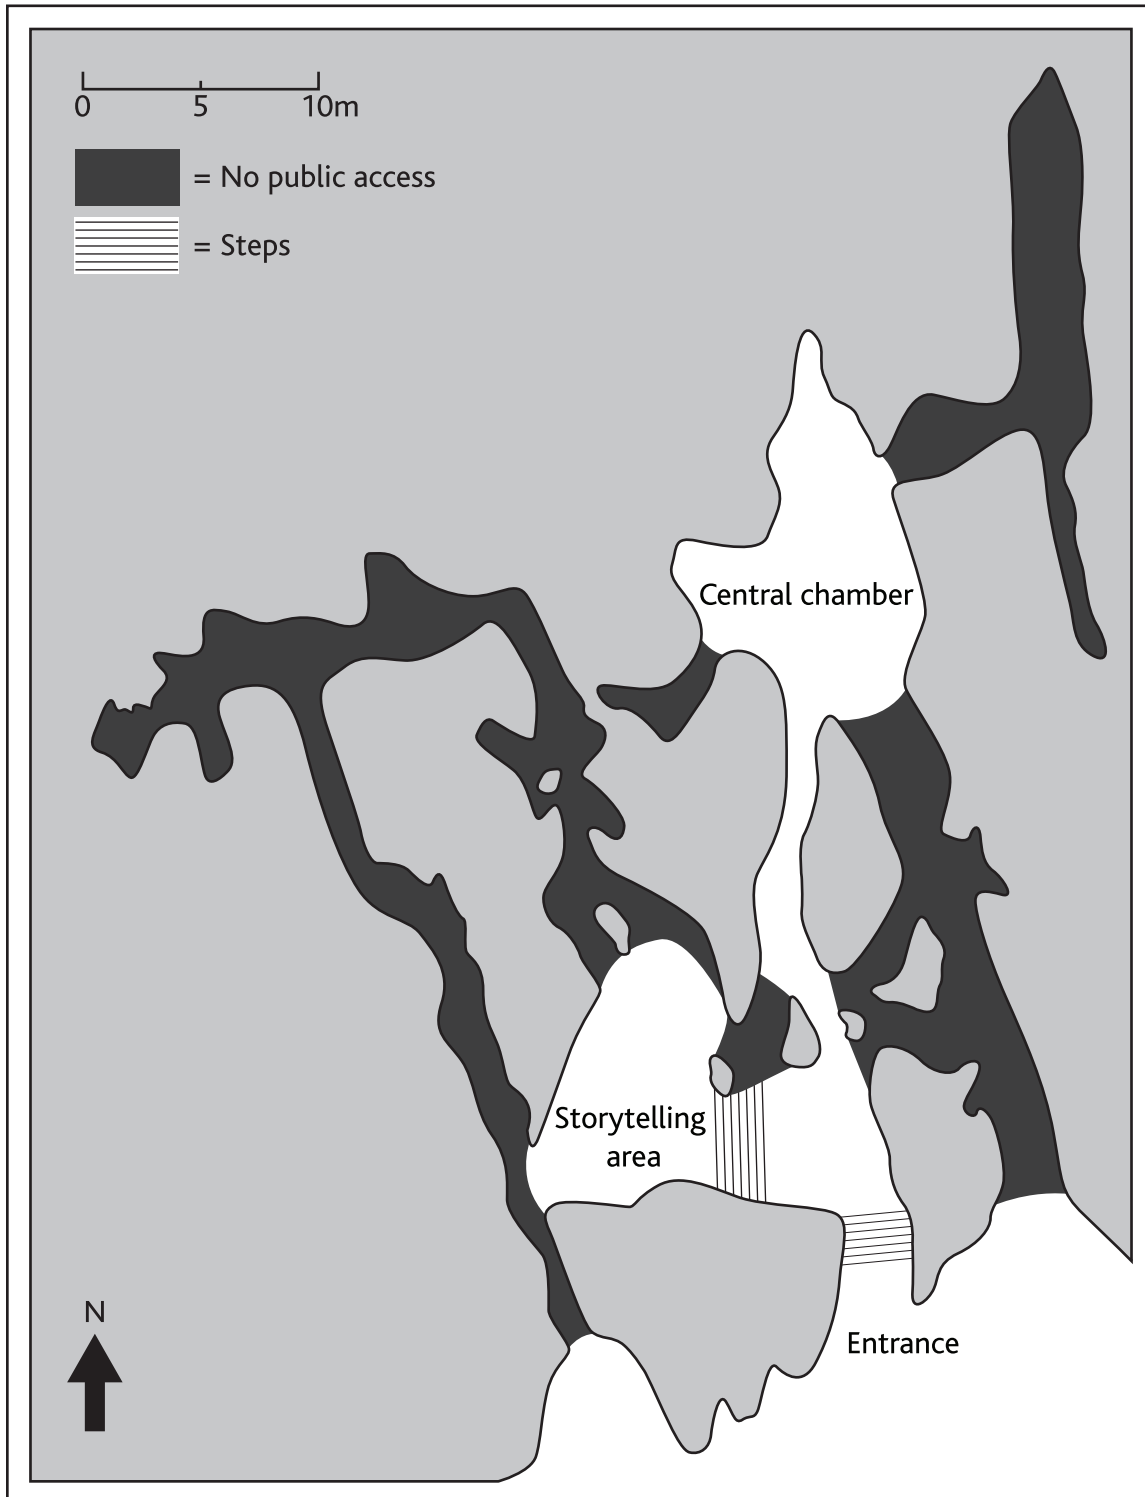 0 5 10m
= No public access
= Steps
Central chamber
Storytelling
area
N
Entrance